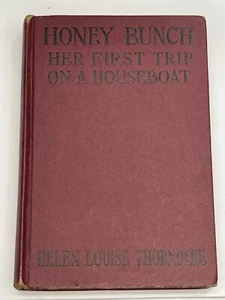 HONEY BUNCH
HER FIRST TRIP
ON A HOUSEBOAT
HELEN LOUISE THORNDYKE